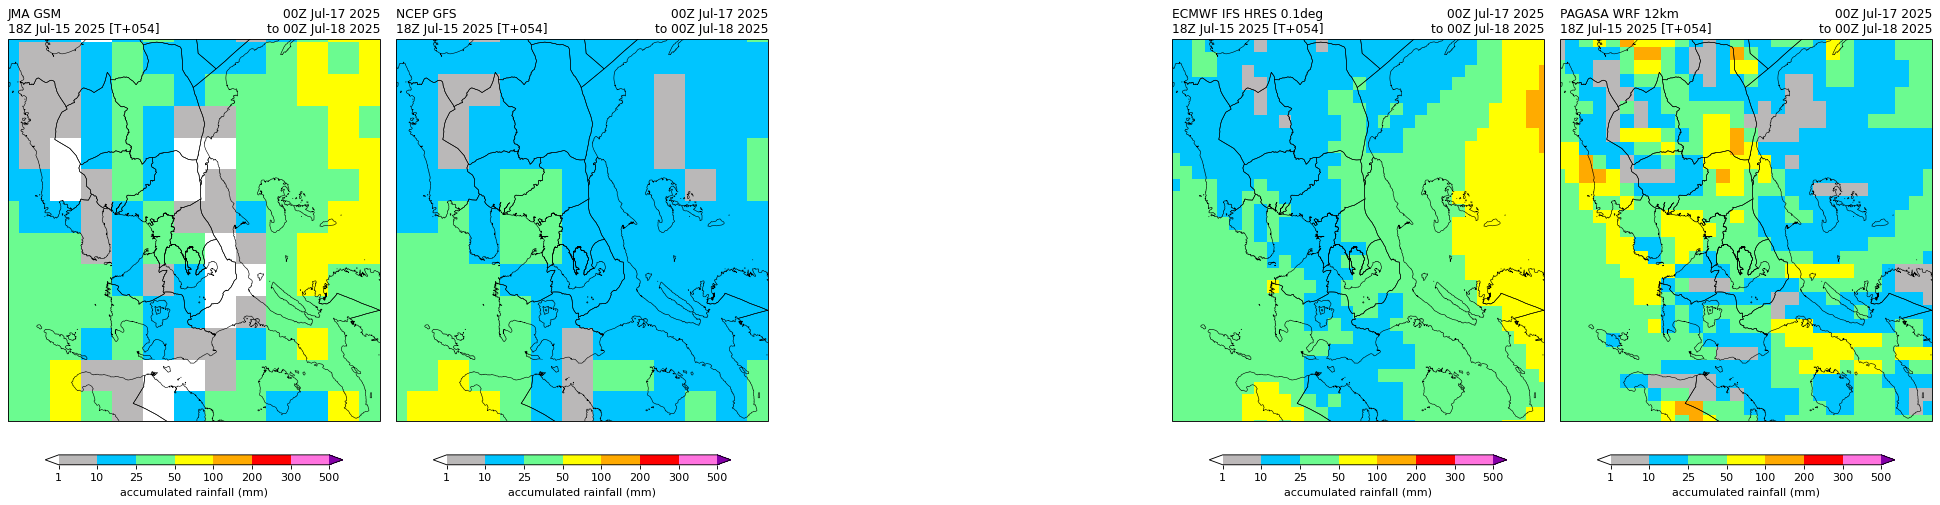 JMA GSM 00Z Jul-17 2025
18Z Jul-15 2025 [T+054] to 00Z Jul-18 2025
1 10 25 50 100 200 300 500
accumulated rainfall (mm)
NCEP GFS 00Z Jul-17 2025
18Z Jul-15 2025 [T+054] to 00Z Jul-18 2025
1 10 25 50 100 200 300 500
accumulated rainfall (mm)
ECMWF IFS HRES 0.1deg 00Z Jul-17 2025
18Z Jul-15 2025 [T+054] to 00Z Jul-18 2025
1 10 25 50 100 200 300 500
accumulated rainfall (mm)
PAGASA WRF 12km 00Z Jul-17 2025
18Z Jul-15 2025 [T+054] to 00Z Jul-18 2025
1 10 25 50 100 200 300 500
accumulated rainfall (mm)